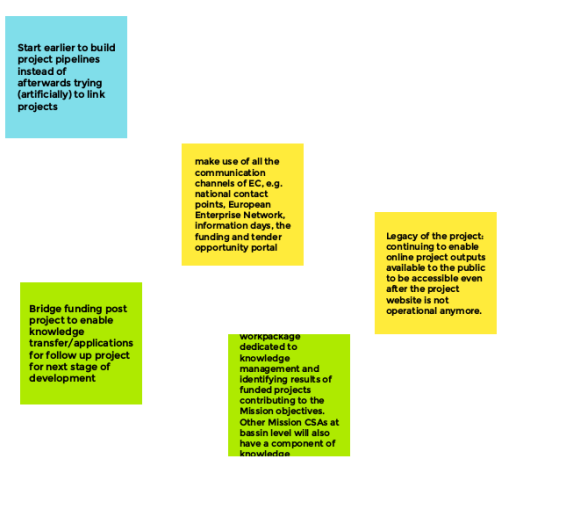 Start earlier to build
project pipelines
instead of
afterwards trying
(artificially) to link
projects
make use of all the
communication
channels of EC, e.g.
national contact
points, European
Enterprise Network,
information days, the
funding and tender
opportunity portal
Legacy of the project:
continuing to enable
online project outputs
available to the public
to be accessible even
after the project
website is not
operational anymore.
Bridge funding post
project to enable
knowledge
transfer/applications
for follow up project
for next stage of
development
workpackage
dedicated to
knowledge
management and
identifying results of
funded projects
contributing to the
Mission objectives.
Other Mission CSAs at
bassin level will also
have a component of
knowledge